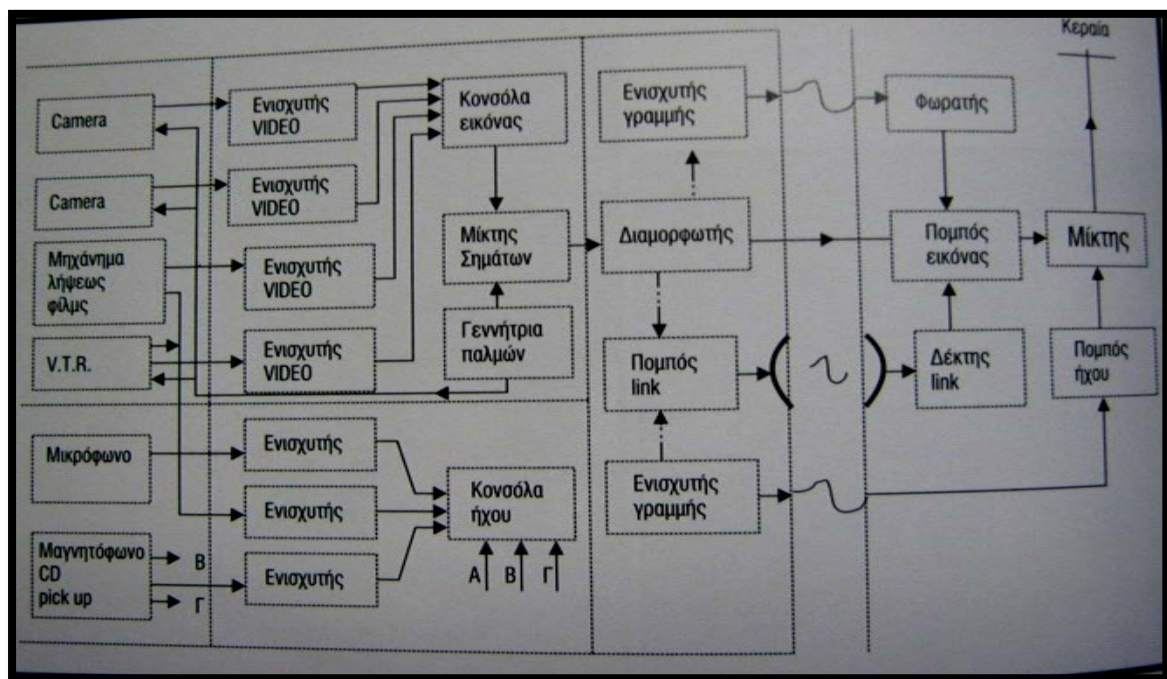 Κεραία
Camera
Ενισχυτής
VIDEO
Κονσόλα
εικόνας
Ενισχυτής
γραμμής
Φωρατής
Camera
Ενισχυτής
VIDEO
Μίκτης
Σημάτων
Διαμορφωτής
Πομπός
εικόνας
Μίκτης
Μηχάνημα
λήψεως
φίλμς
Ενισχυτής
VIDEO
Γεννήτρια
παλμών
V.T.R.
Ενισχυτής
VIDEO
Πομπός
link
Δέκτης
link
Πομπός
ήχου
Μικρόφωνο
Ενισχυτής
Κονσόλα
ήχου
Ενισχυτής
γραμμής
Ενισχυτής
Μαγνητόφωνο
CD
pick up
Β
Γ
Ενισχυτής
Α Β Γ